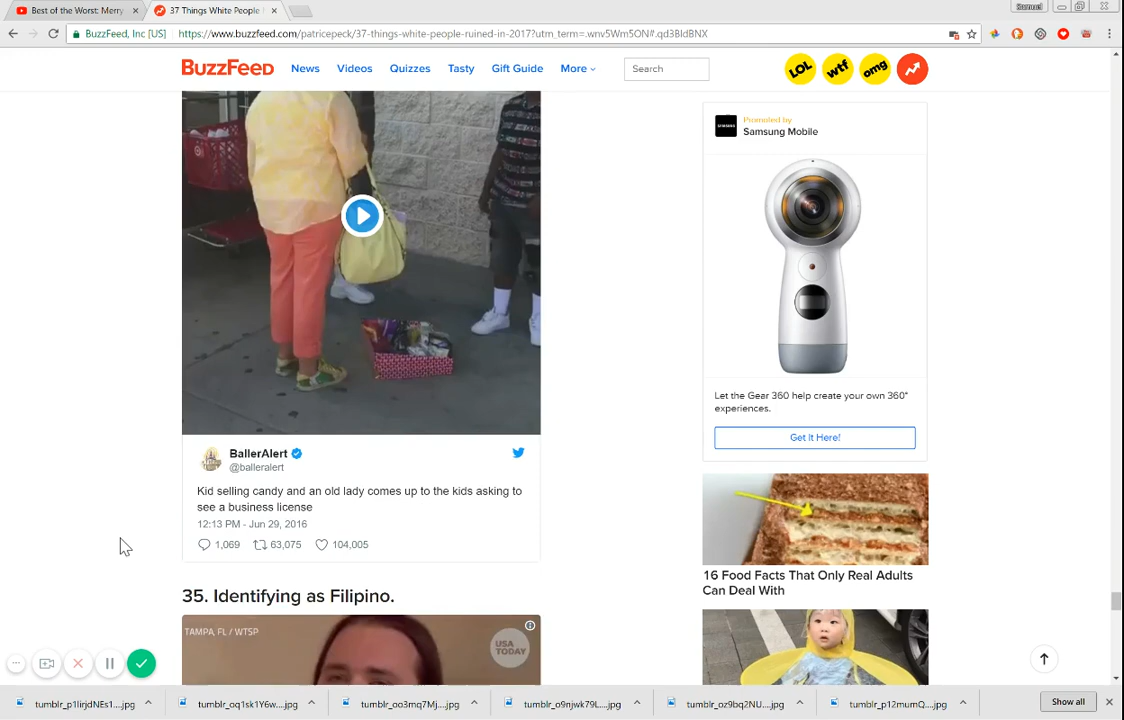 Best of the Worst: Merry
37 Things White People
Samuel
BuzzFeed, Inc [US]
https://www.buzzfeed.com/patricepeck/37-things-white-people-ruined-in-2017?utm_term=.wnv5Wm5ON#.qd3BldBNX
BuzzFeed
News
Videos
Quizzes
Tasty
Gift Guide
More
Search
LOL
wtf
omg
Promoted by
SAMSUNG
Samsung Mobile
Let the Gear 360 help create your own 360°
experiences.
Get It Here!
BallerAlert
@balleralert
Kid selling candy and an old lady comes up to the kids asking to
see a business license
12:13 PM - Jun 29, 2016
1,069
63,075
104,005
16 Food Facts That Only Real Adults
Can Deal With
35. Identifying as Filipino.
TAMPA, FL / WTSP
USA
TODAY
tumblr_p1lirjdNEs1....jpg
tumblr_oq1sk1Y6w...jpg
tumblr_oo3mq7Mj....jpg
tumblr_o9njwk79L...jpg
tumblr_oz9bq2NU....jpg
tumblr_p12mumQ....jpg
Show all